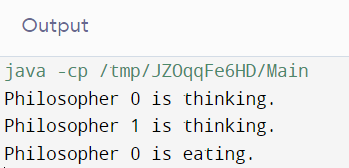 Output
java -cp /tmp/JZOqqFe6HD/Main
Philosopher 0 is thinking.
Philosopher 1 is thinking.
Philosopher 0 is eating.